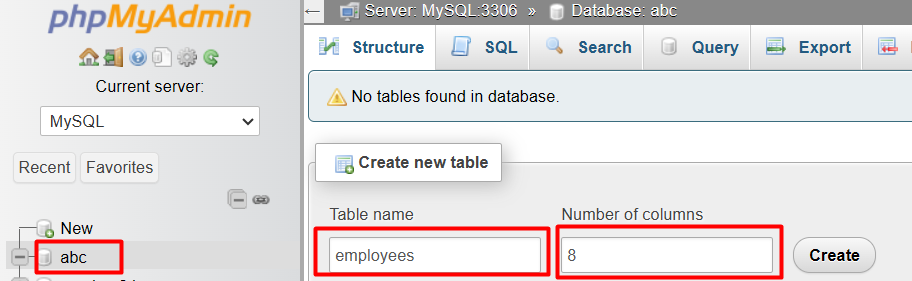 phpMyAdmin
Current server:
MySQL
Recent
Favorites
New
abc
Server: MySQL:3306 » Database: abc
Structure
SQL
Search
Query
Export
No tables found in database.
Create new table
Table name
Number of columns
employees
8
Create